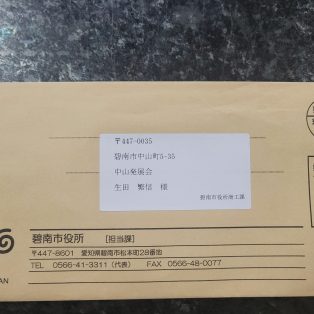 〒447-0035
碧南市中山町5-35
中山発展会
生田 繁信 様
碧南市役所商工課
碧南市役所 [担当課]
〒447-8601 愛知県碧南市松本町28番地
TEL 0566-41-3311(代表) FAX 0566-48-0077